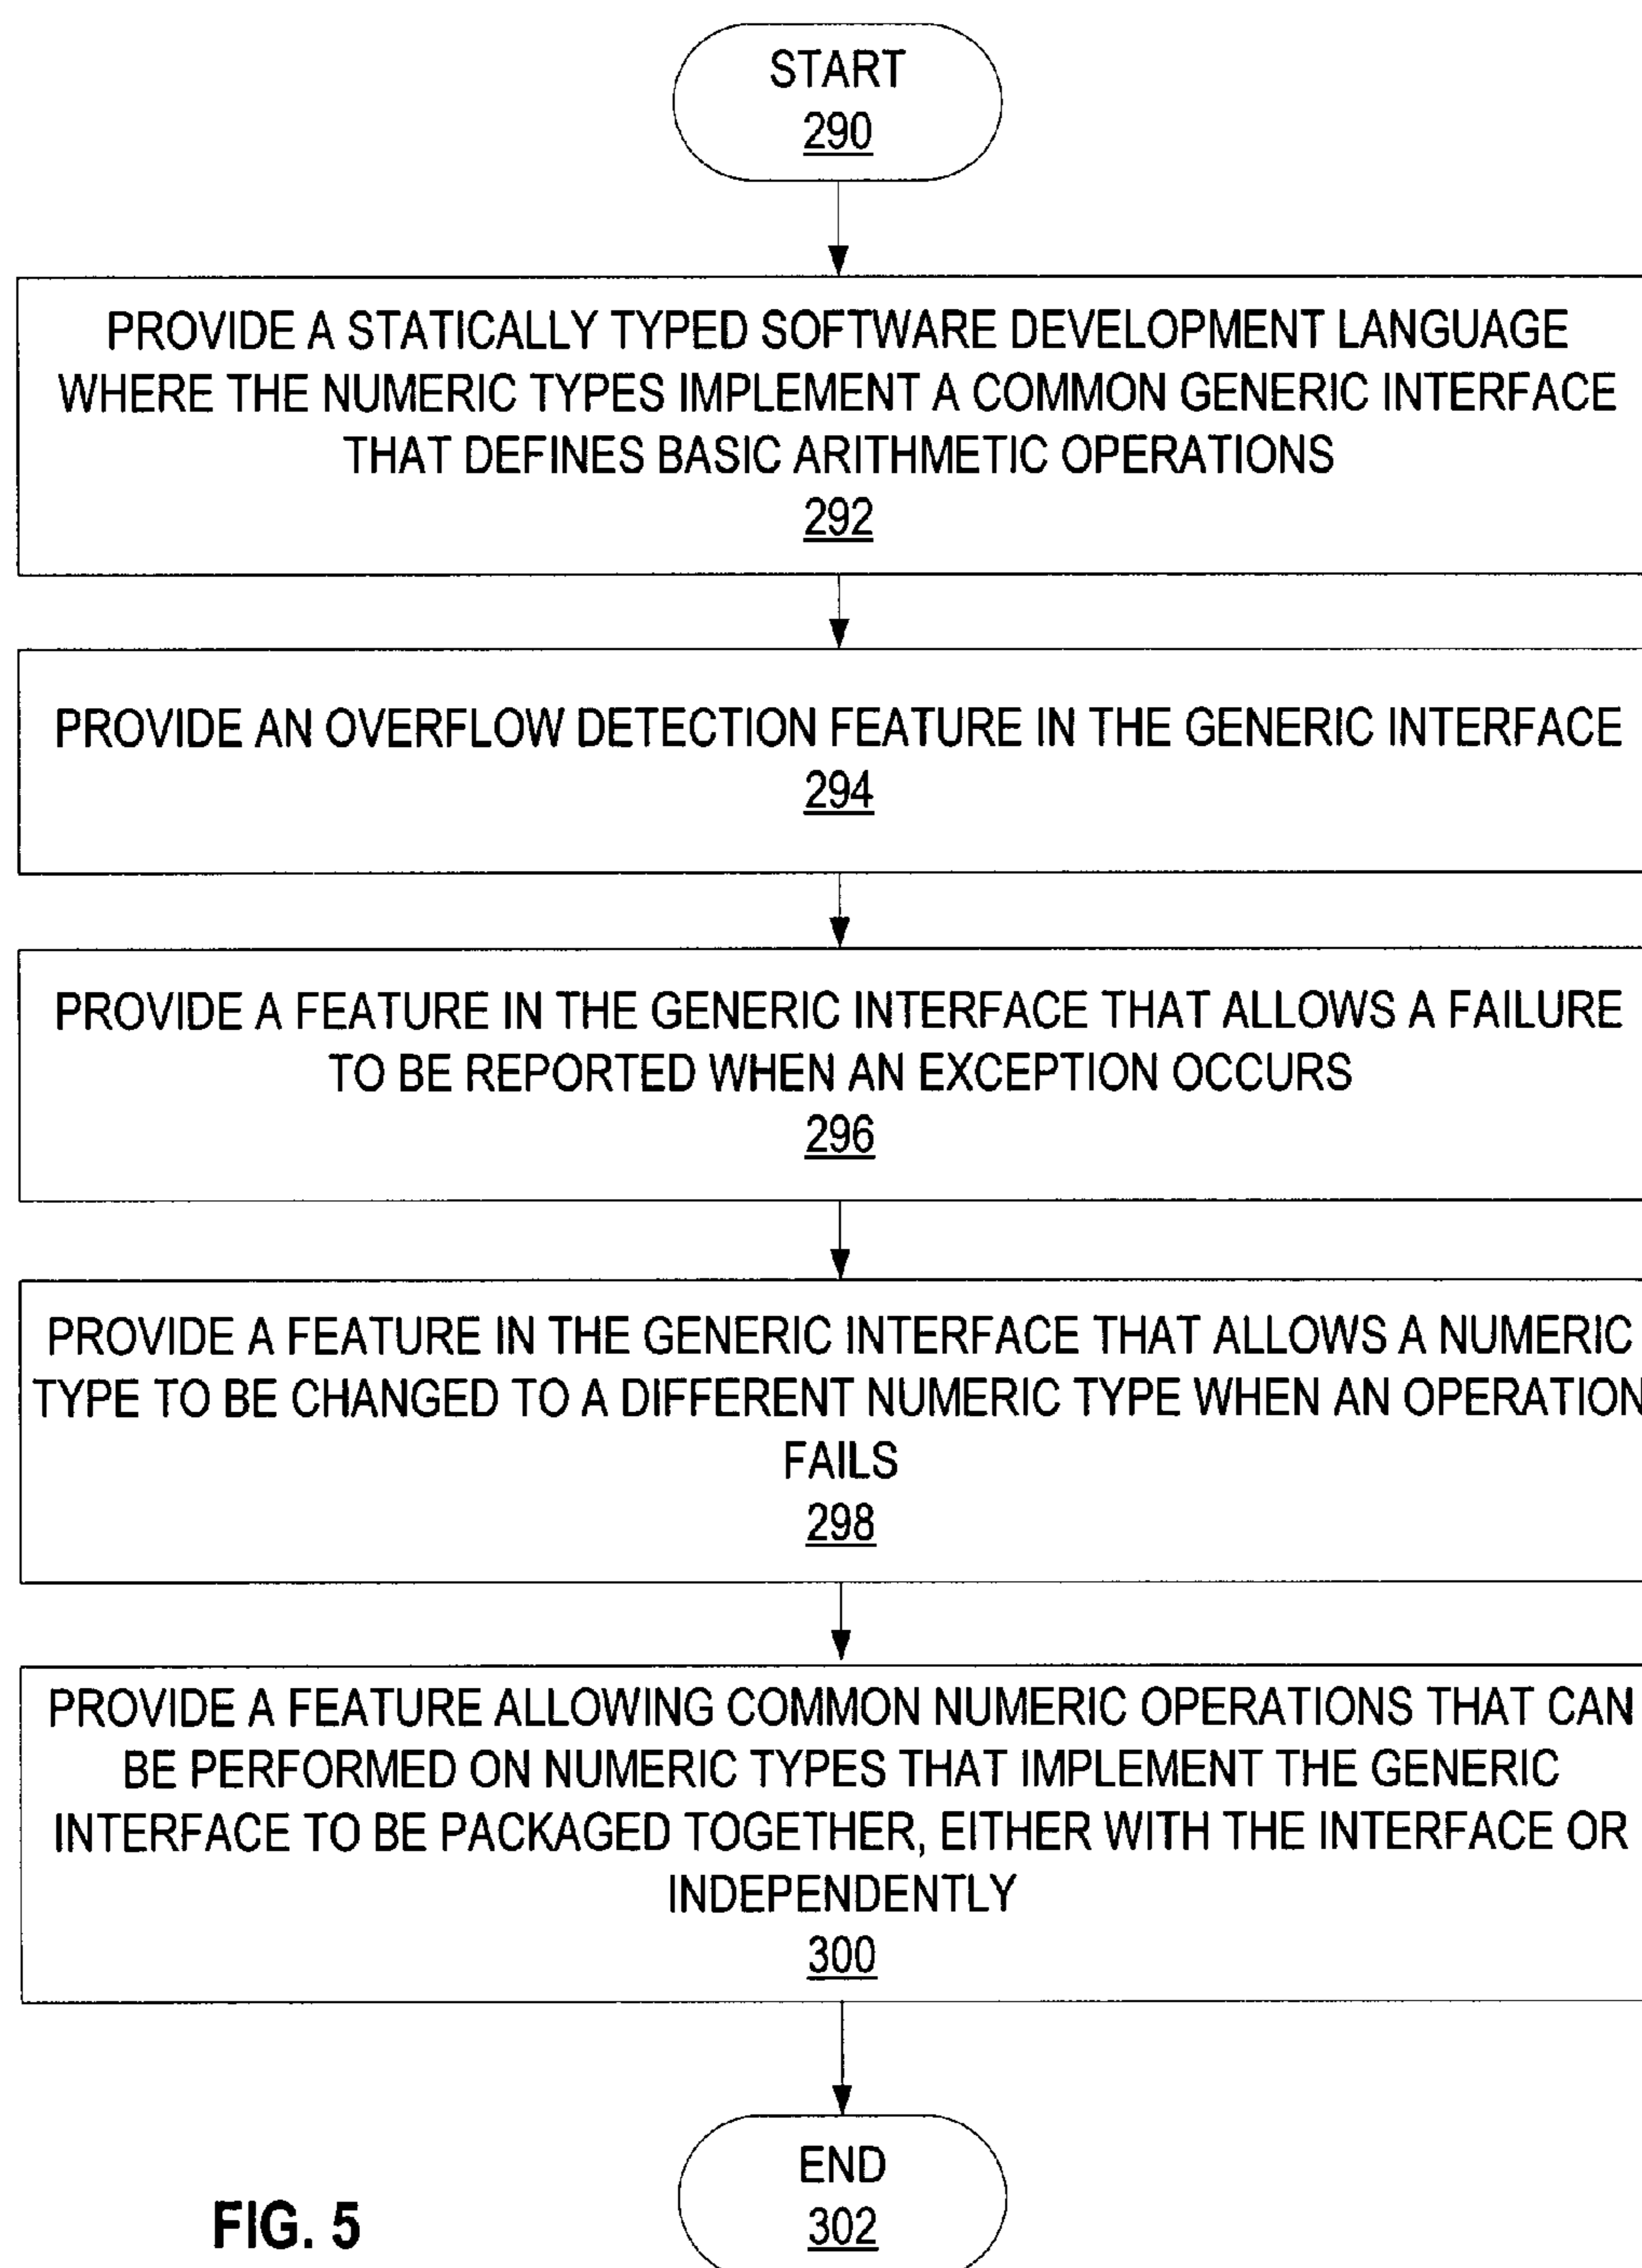 START
290
PROVIDE A STATICALLY TYPED SOFTWARE DEVELOPMENT LANGUAGE
WHERE THE NUMERIC TYPES IMPLEMENT A COMMON GENERIC INTERFACE
THAT DEFINES BASIC ARITHMETIC OPERATIONS
292
PROVIDE AN OVERFLOW DETECTION FEATURE IN THE GENERIC INTERFACE
294
PROVIDE A FEATURE IN THE GENERIC INTERFACE THAT ALLOWS A FAILURE
TO BE REPORTED WHEN AN EXCEPTION OCCURS
296
PROVIDE A FEATURE IN THE GENERIC INTERFACE THAT ALLOWS A NUMERIC
TYPE TO BE CHANGED TO A DIFFERENT NUMERIC TYPE WHEN AN OPERATION
FAILS
298
PROVIDE A FEATURE ALLOWING COMMON NUMERIC OPERATIONS THAT CAN
BE PERFORMED ON NUMERIC TYPES THAT IMPLEMENT THE GENERIC
INTERFACE TO BE PACKAGED TOGETHER, EITHER WITH THE INTERFACE OR
INDEPENDENTLY
300
END
302
FIG. 5